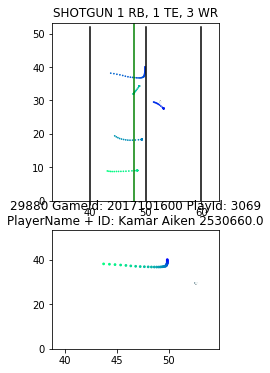 SHOTGUN 1 RB, 1 TE, 3 WR
50
40
30
20
10
0
40 50 60
29880 GameId: 2017101600 PlayId: 3069
PlayerName + ID: Kamar Aiken 2530660.0
40
20
0
40 45 50